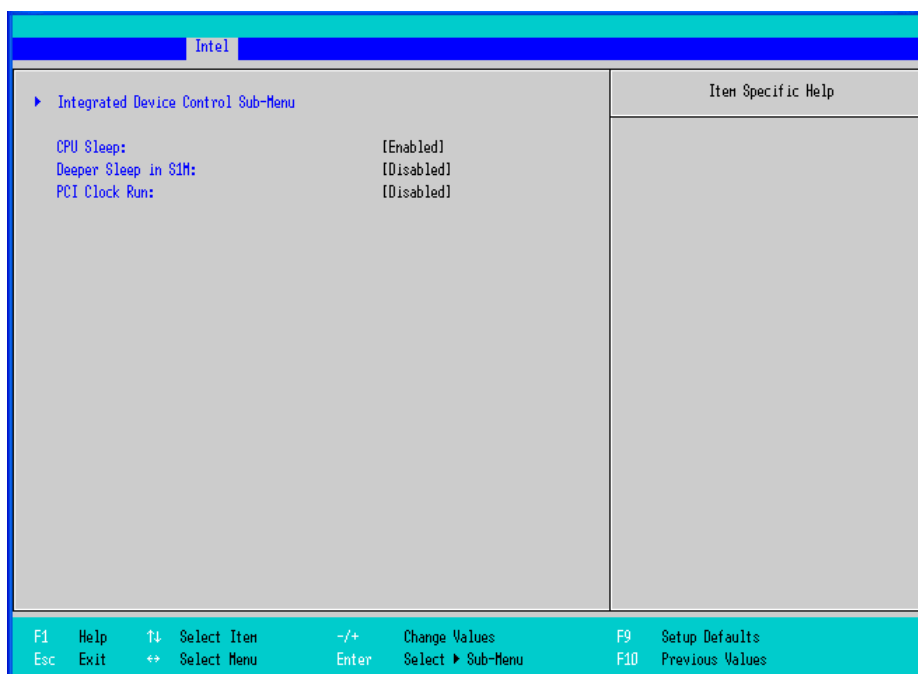 Intel
▶ Integrated Device Control Sub-Menu
Item Specific Help
CPU Sleep: [Enabled]
Deeper Sleep in S1M: [Disabled]
PCI Clock Run: [Disabled]
F1 Help ↑↓ Select Item -/+ Change Values F9 Setup Defaults
Esc Exit ↔ Select Menu Enter Select ▶ Sub-Menu F10 Previous Values